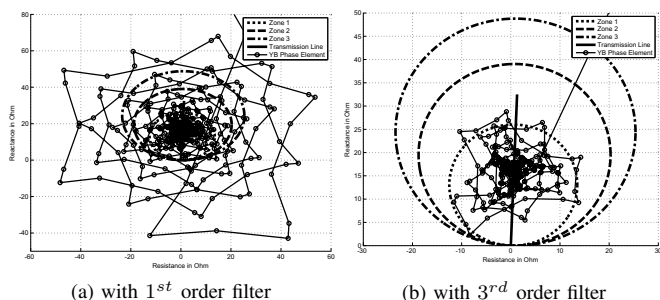 80
60
40
20
0
-20
-40
-60
-40
-20
0
20
40
60
Reactance in Ohm
Resistance in Ohm
Zone 1
Zone 2
Zone 3
Transmission Line
YB Phase Element
(a) with 1st order filter
50
45
40
35
30
25
20
15
10
5
0
-30
-20
-10
0
10
20
30
Reactance in Ohm
Resistance in Ohm
Zone 1
Zone 2
Zone 3
Transmission Line
YB Phase Element
(b) with 3rd order filter